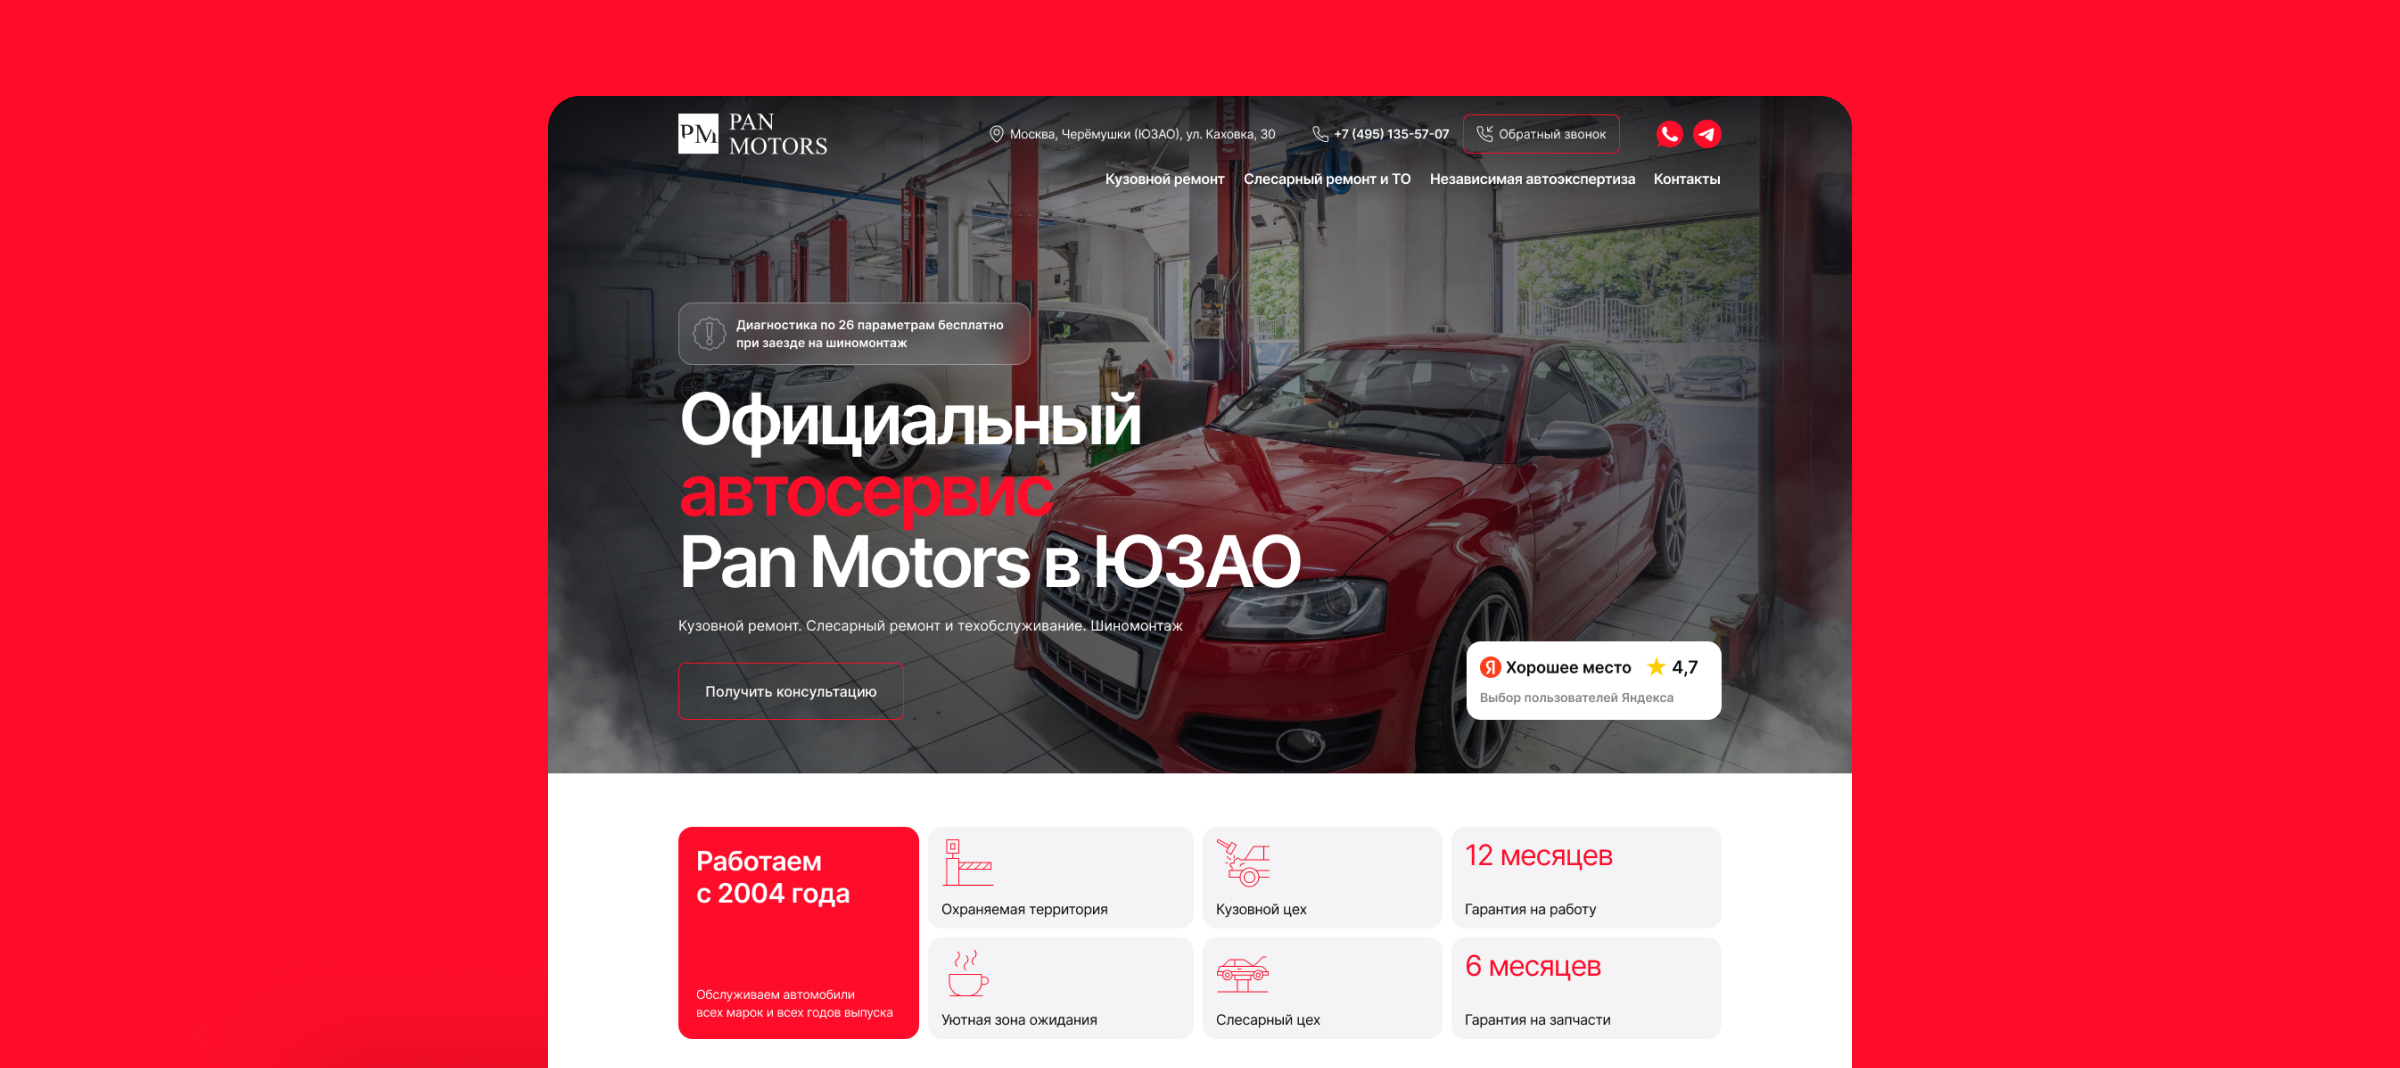 PM PAN
MOTORS
Москва, Черёмушки (ЮЗАО), ул. Каховка, 30
+7 (495) 135-57-07
Обратный звонок
Кузовной ремонт
Слесарный ремонт и ТО
Независимая автоэкспертиза
Контакты
Диагностика по 26 параметрам бесплатно
при заезде на шиномонтаж
Официальный
автосервис
Pan Motors в ЮЗАО
Кузовной ремонт. Слесарный ремонт и техобслуживание. Шиномонтаж
Получить консультацию
Я Хорошее место 4,7
Выбор пользователей Яндекса
Работаем
с 2004 года
Обслуживаем автомобили
всех марок и всех годов выпуска
Охраняемая территория
Кузовной цех
12 месяцев
Гарантия на работу
Уютная зона ожидания
Слесарный цех
6 месяцев
Гарантия на запчасти